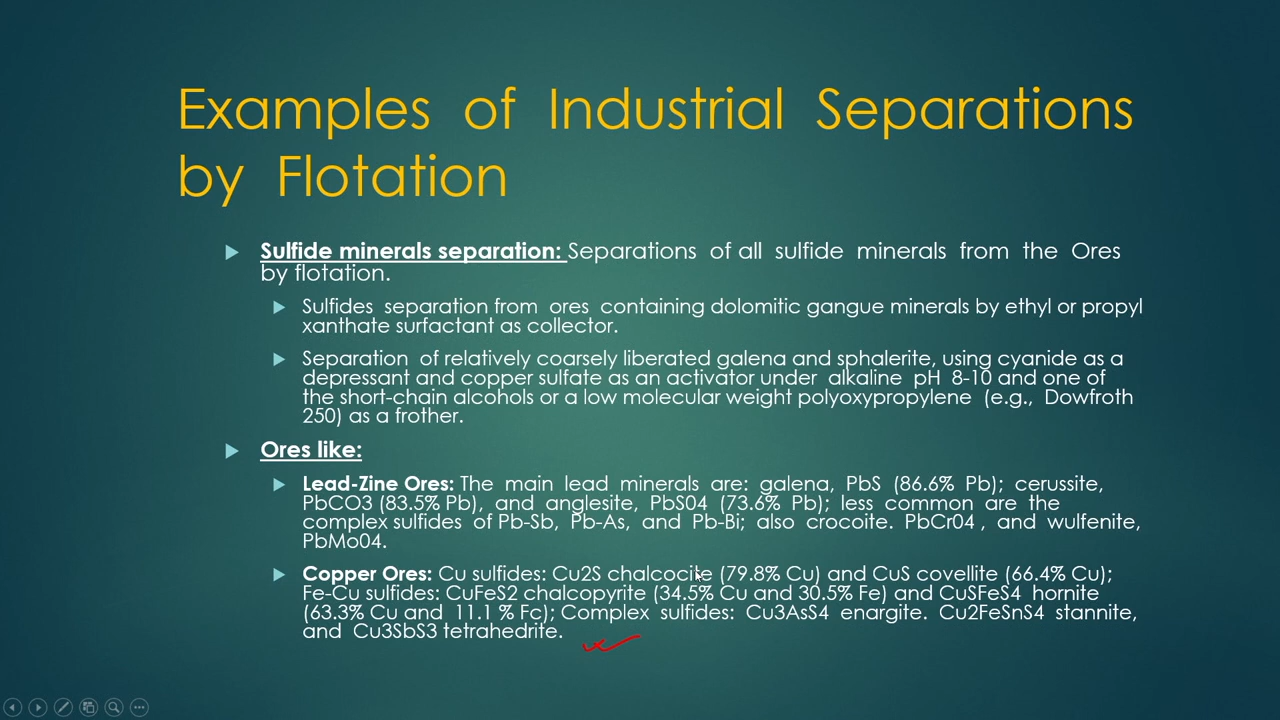 Examples of Industrial Separations
by Flotation
Sulfide minerals separation: Separations of all sulfide minerals from the Ores
by flotation.
Sulfides separation from ores containing dolomitic gangue minerals by ethyl or propyl
xanthate surfactant as collector.
Separation of relatively coarsely liberated galena and sphalerite, using cyanide as a
depressant and copper sulfate as an activator under alkaline pH 8-10 and one of
the short-chain alcohols or a low molecular weight polyoxypropylene (e.g., Dowfroth
250) as a frother.
Ores like:
Lead-Zine Ores: The main lead minerals are: galena, PbS (86.6% Pb); cerussite,
PbCO3 (83.5% Pb), and anglesite, PbS04 (73.6% Pb); less common are the
complex sulfides of Pb-Sb, Pb-As, and Pb-Bi; also crocoite. PbCr04 , and wulfenite,
PbMo04.
Copper Ores: Cu sulfides: Cu2S chalcocite (79.8% Cu) and CuS covellite (66.4% Cu);
Fe-Cu sulfides: CuFeS2 chalcopyrite (34.5% Cu and 30.5% Fe) and CuSFeS4 hornite
(63.3% Cu and 11.1 % Fc); Complex sulfides: Cu3AsS4 enargite. Cu2FeSnS4 stannite,
and Cu3SbS3 tetrahedrite.